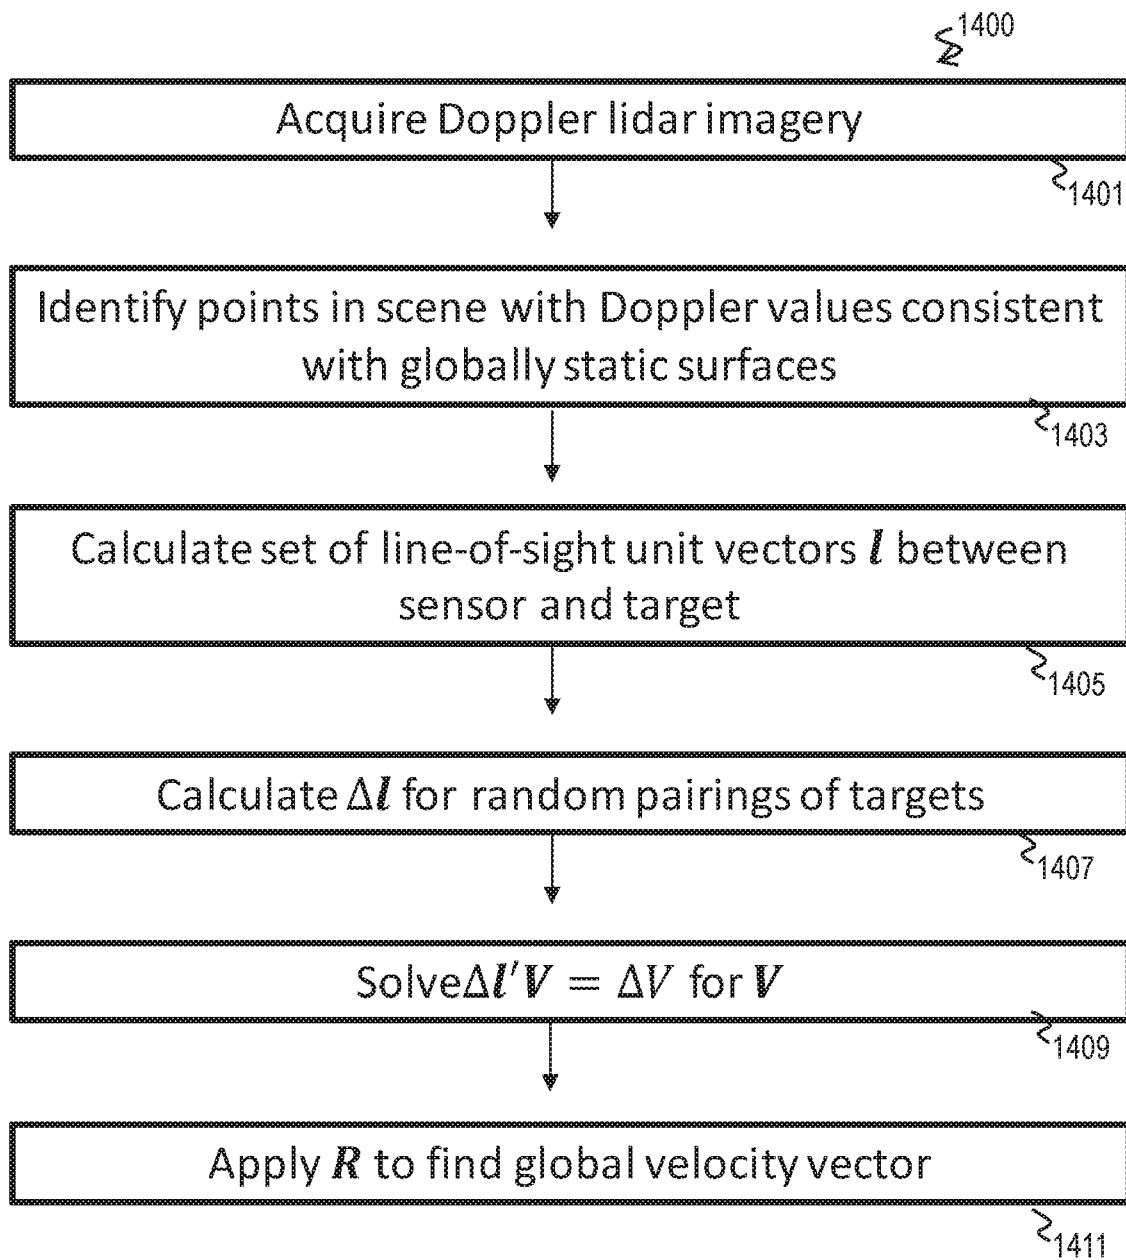 1400
Acquire Doppler lidar imagery
1401
Identify points in scene with Doppler values consistent
with globally static surfaces
1403
Calculate set of line-of-sight unit vectors l between
sensor and target
1405
Calculate Δl for random pairings of targets
1407
SolveΔl′V = ΔV for V
1409
Apply R to find global velocity vector
1411